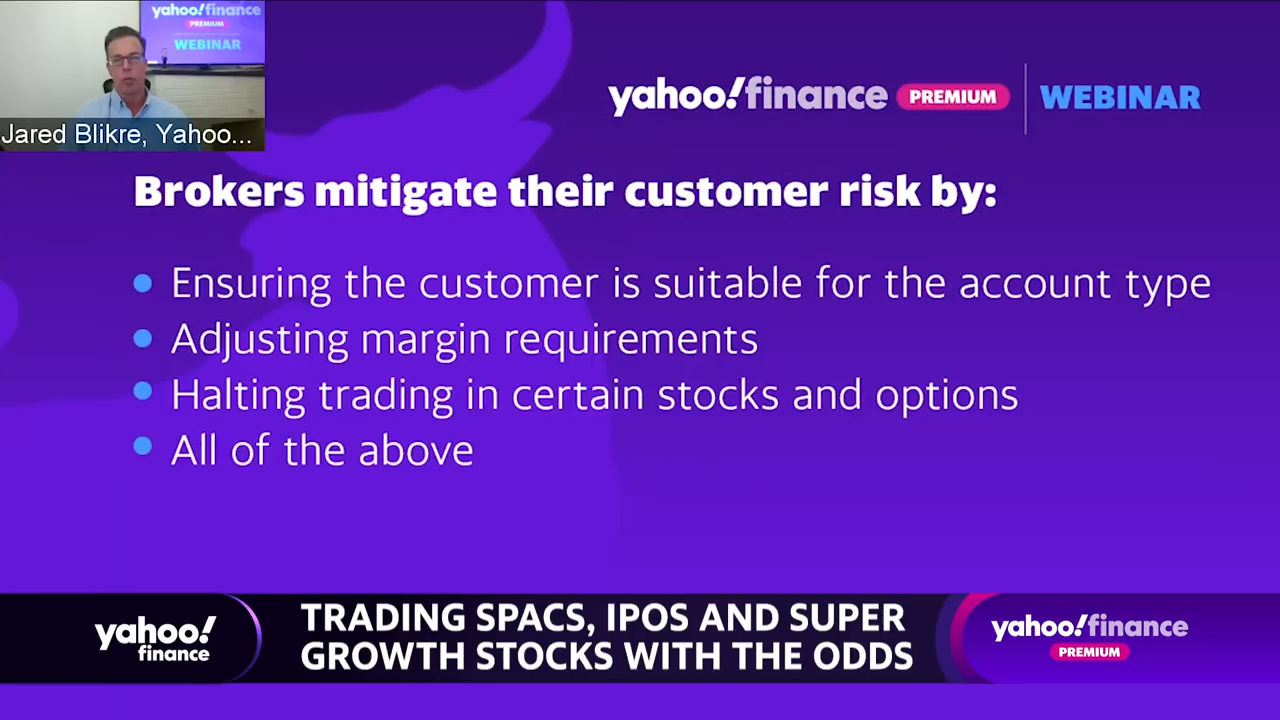 yahoo!finance
PREMIUM
WEBINAR
Jared Blikre, Yahoo...
yahoo!finance PREMIUM WEBINAR
Brokers mitigate their customer risk by:
Ensuring the customer is suitable for the account type
Adjusting margin requirements
Halting trading in certain stocks and options
All of the above
yahoo!
finance
TRADING SPACS, IPOS AND SUPER
GROWTH STOCKS WITH THE ODDS
yahoo!finance
PREMIUM